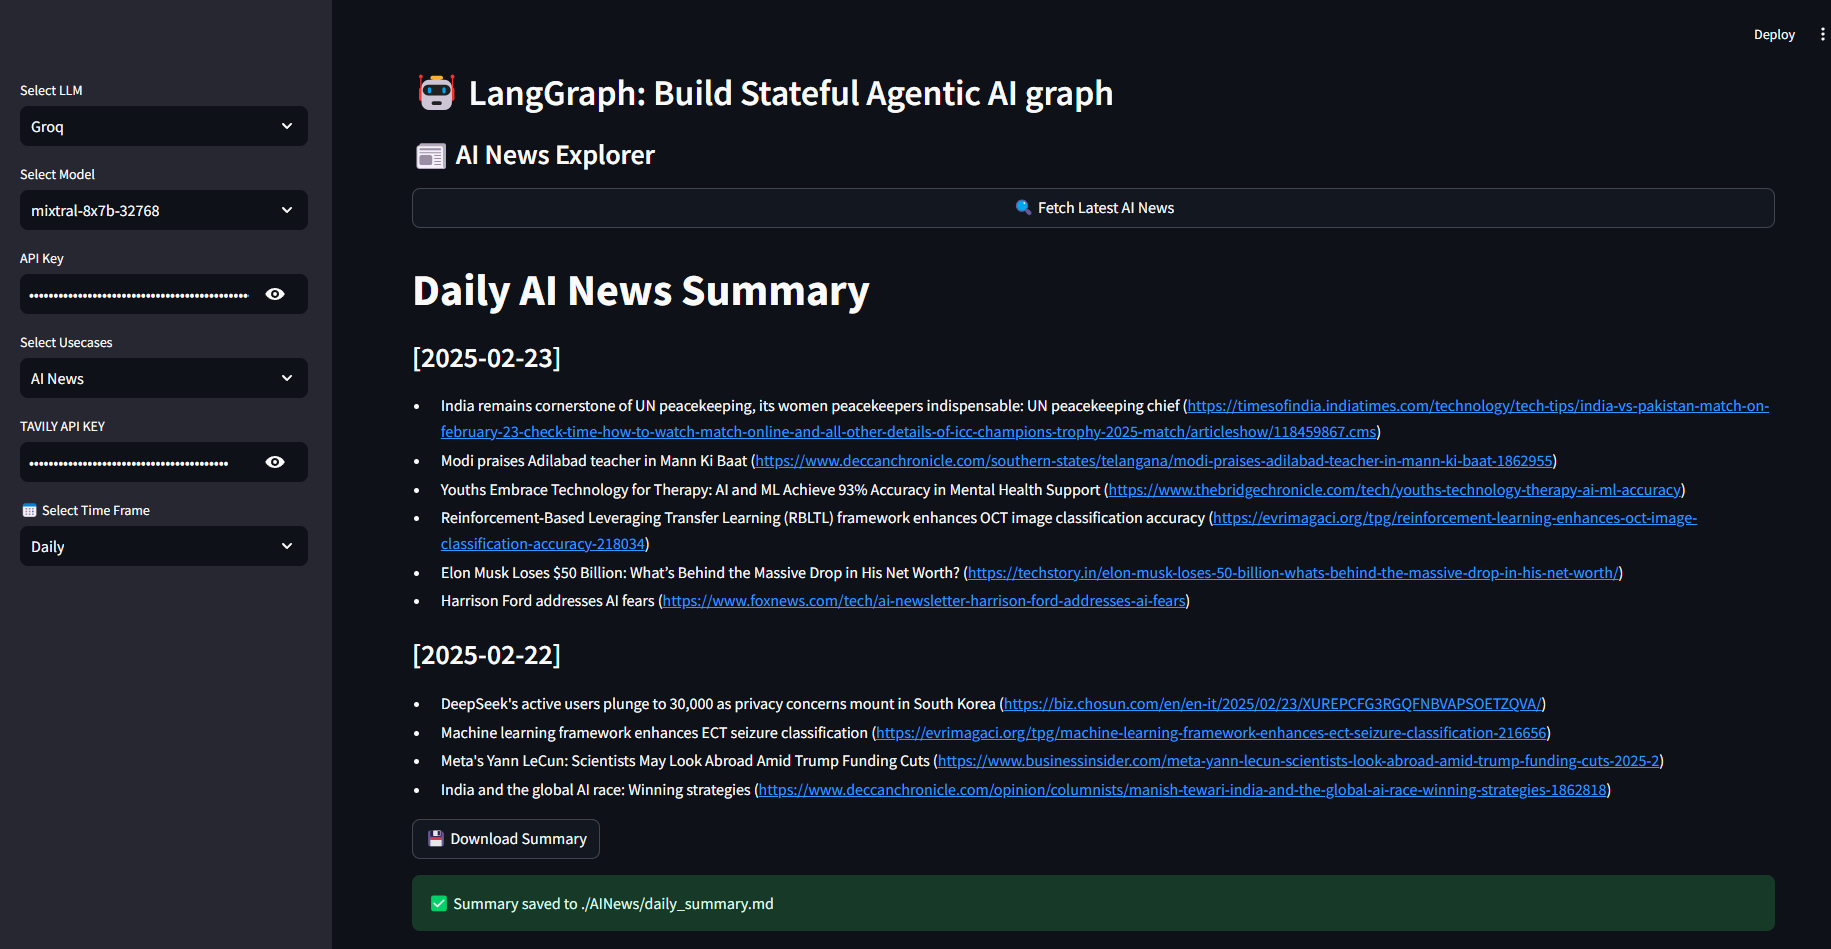 Deploy
Select LLM
Groq
Select Model
mixtral-8x7b-32768
API Key
Select Usecases
AI News
TAVILY API KEY
Select Time Frame
Daily
LangGraph: Build Stateful Agentic AI graph
AI News Explorer
Fetch Latest AI News
Daily AI News Summary
[2025-02-23]
India remains cornerstone of UN peacekeeping, its women peacekeepers indispensable: UN peacekeeping chief (https://timesofindia.indiatimes.com/technology/tech-tips/india-vs-pakistan-match-on-
february-23-check-time-how-to-watch-match-online-and-all-other-details-of-icc-champions-trophy-2025-match/articleshow/118459867.cms)
Modi praises Adilabad teacher in Mann Ki Baat (https://www.deccanchronicle.com/southern-states/telangana/modi-praises-adilabad-teacher-in-mann-ki-baat-1862955)
Youths Embrace Technology for Therapy: AI and ML Achieve 93% Accuracy in Mental Health Support (https://www.thebridgechronicle.com/tech/youths-technology-therapy-ai-ml-accuracy)
Reinforcement-Based Leveraging Transfer Learning (RBLTL) framework enhances OCT image classification accuracy (https://evrimagaci.org/tpg/reinforcement-learning-enhances-oct-image-
classification-accuracy-218034)
Elon Musk Loses $50 Billion: What’s Behind the Massive Drop in His Net Worth? (https://techstory.in/elon-musk-loses-50-billion-whats-behind-the-massive-drop-in-his-net-worth/)
Harrison Ford addresses AI fears (https://www.foxnews.com/tech/ai-newsletter-harrison-ford-addresses-ai-fears)
[2025-02-22]
DeepSeek's active users plunge to 30,000 as privacy concerns mount in South Korea (https://biz.chosun.com/en/en-it/2025/02/23/XUREPCFG3RGQFNBVAPSOETZQVA/)
Machine learning framework enhances ECT seizure classification (https://evrimagaci.org/tpg/machine-learning-framework-enhances-ect-seizure-classification-216656)
Meta's Yann LeCun: Scientists May Look Abroad Amid Trump Funding Cuts (https://www.businessinsider.com/meta-yann-lecun-scientists-look-abroad-amid-trump-funding-cuts-2025-2)
India and the global AI race: Winning strategies (https://www.deccanchronicle.com/opinion/columnists/manish-tewari-india-and-the-global-ai-race-winning-strategies-1862818)
Download Summary
Summary saved to ./AINews/daily_summary.md